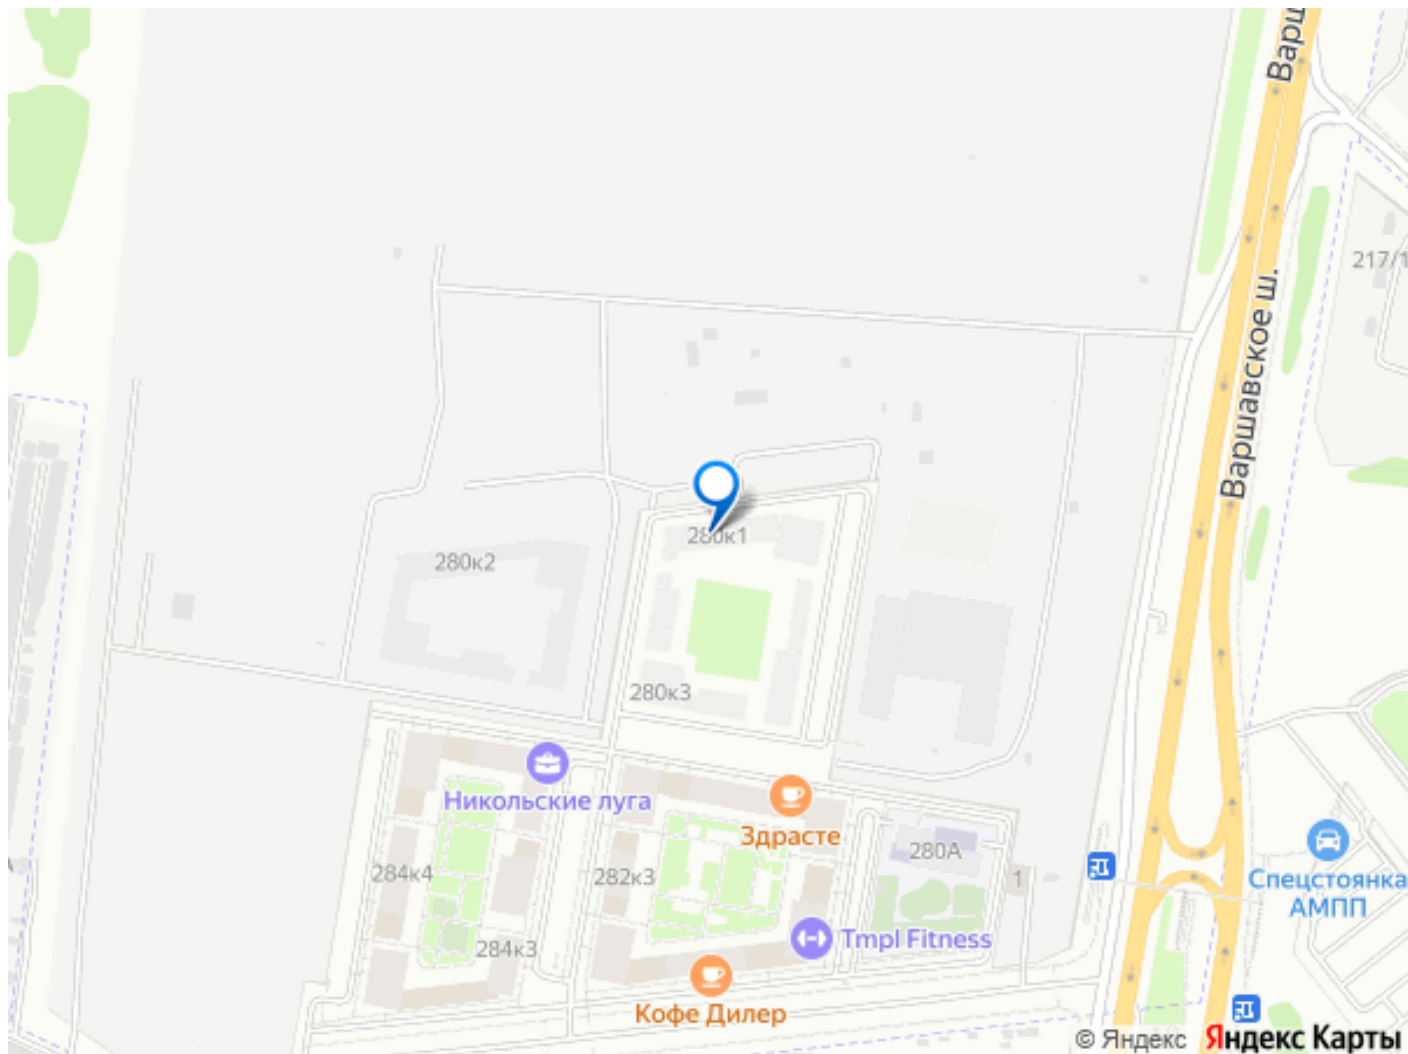 Варш
217/1
Варшавское ш.
280к1
280к2
280к3
Никольские луга
Здрасте
280А
284к4
282к3
1
Спецстоянка
АМПП
Tmpl Fitness
284к3
Кофе Дилер
© Яндекс Яндекс Карты